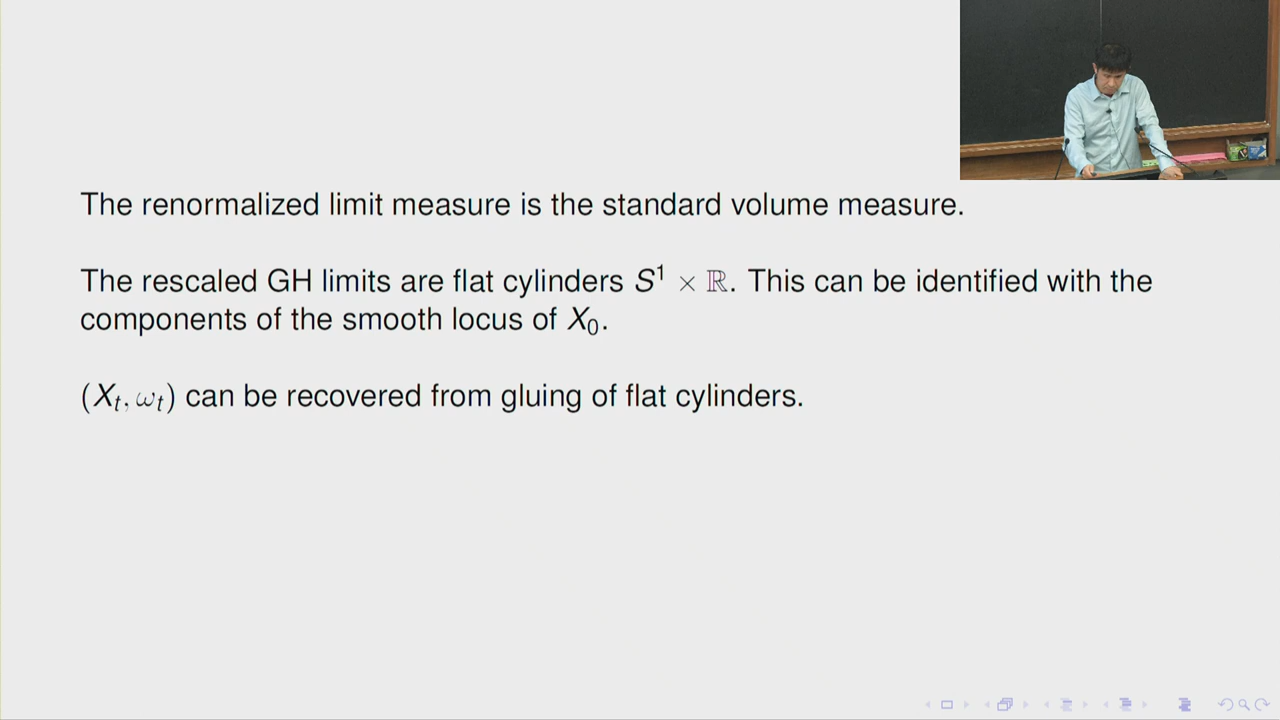 The renormalized limit measure is the standard volume measure.
The rescaled GH limits are flat cylinders S¹ × ℝ. This can be identified with the
components of the smooth locus of X₀.
(Xₜ, ωₜ) can be recovered from gluing of flat cylinders.